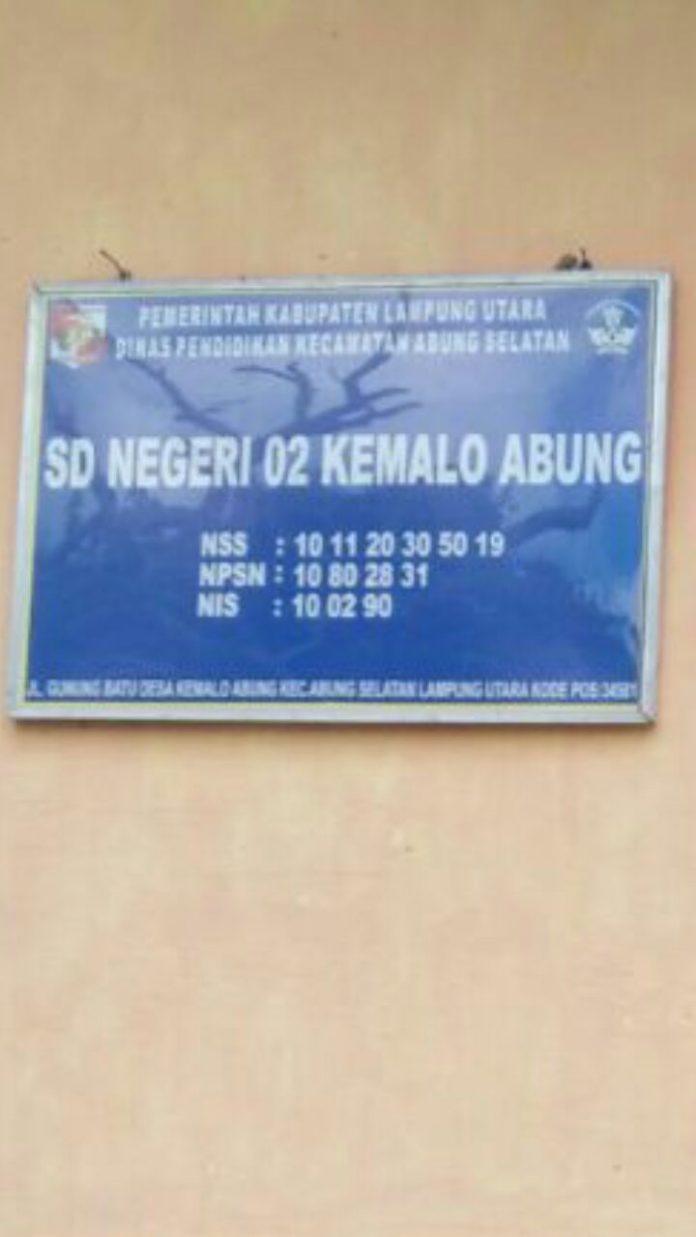 PEMERINTAH KABUPATEN LAMPUNG UTARA
DINAS PENDIDIKAN KECAMATAN ABUNG SELATAN
SD NEGERI 02 KEMALO ABUNG
NSS : 10 11 20 30 50 19
NPSN : 10 80 28 31
NIS : 10 02 90
JL. GUNUNG BATU DESA KEMALO ABUNG KEC.ABUNG SELATAN LAMPUNG UTARA KODE POS:34581